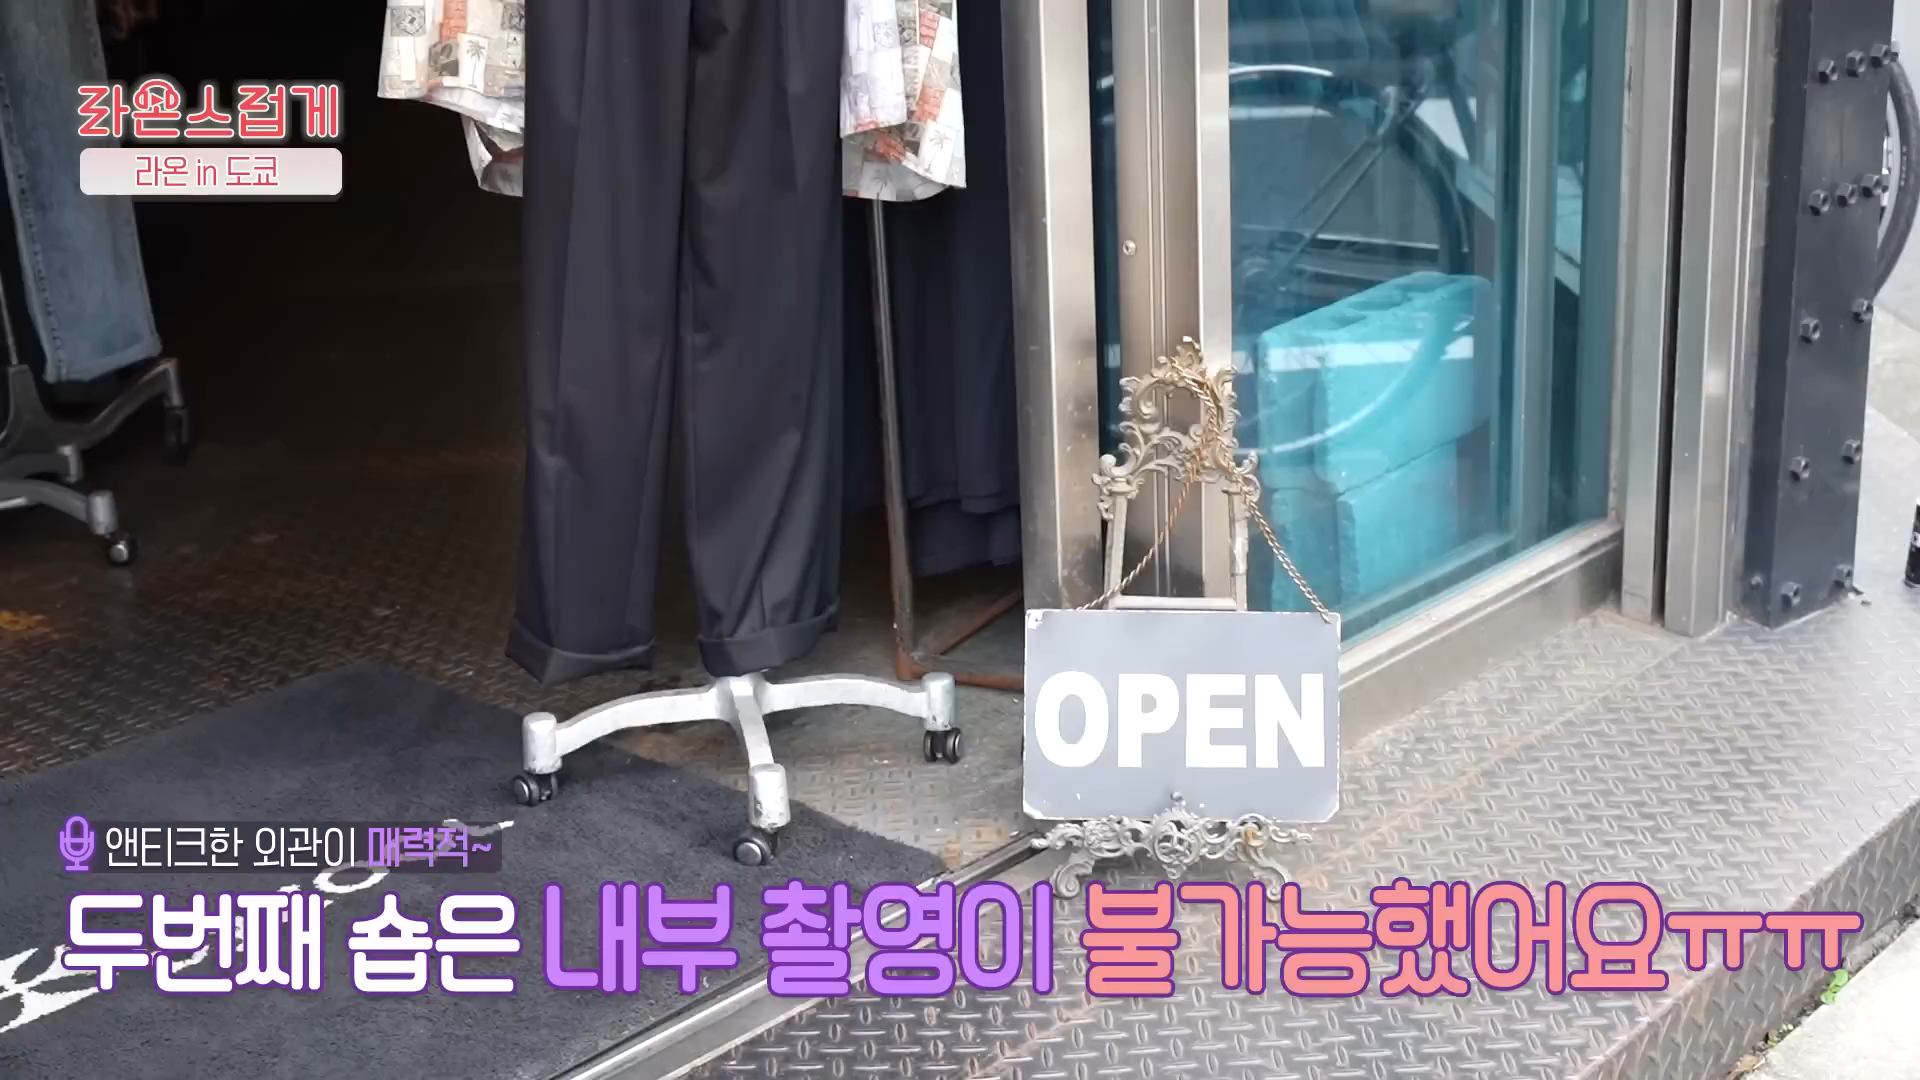 라온스럽게
라온 in 도쿄
OPEN
앤티크한 외관이 매력적~
두번째 숍은 내부 촬영이 불가능했어요ㅠㅠ